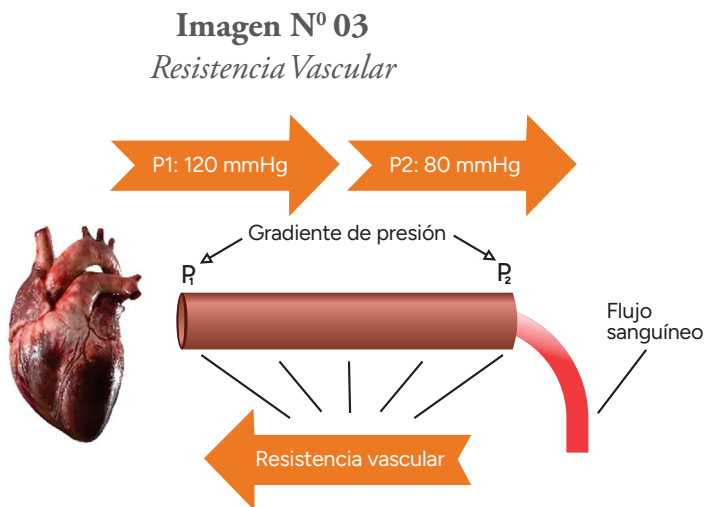 Imagen Nº 03
Resistencia Vascular
P1: 120 mmHg
P2: 80 mmHg
Gradiente de presión
P₁
P₂
Flujo
sanguíneo
Resistencia vascular